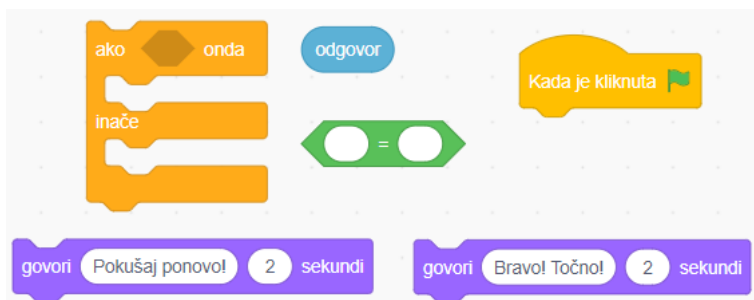 ako onda
odgovor
Kada je kliknuta
inače
=
govori Pokušaj ponovo! 2 sekundi
govori Bravo! Točno! 2 sekundi